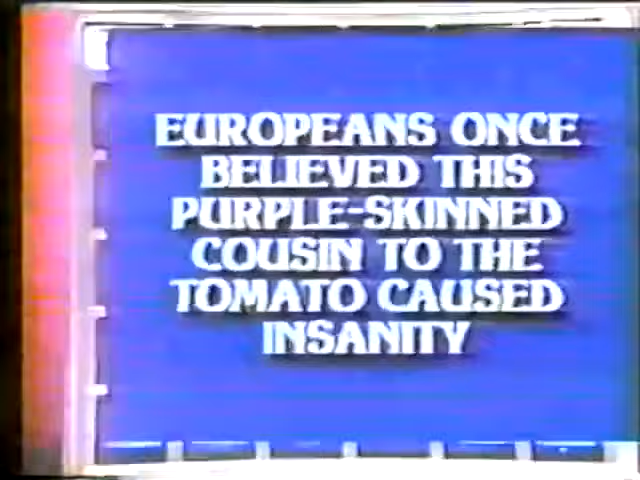 EUROPEANS ONCE
BELIEVED THIS
PURPLE-SKINNED
COUSIN TO THE
TOMATO CAUSED
INSANITY